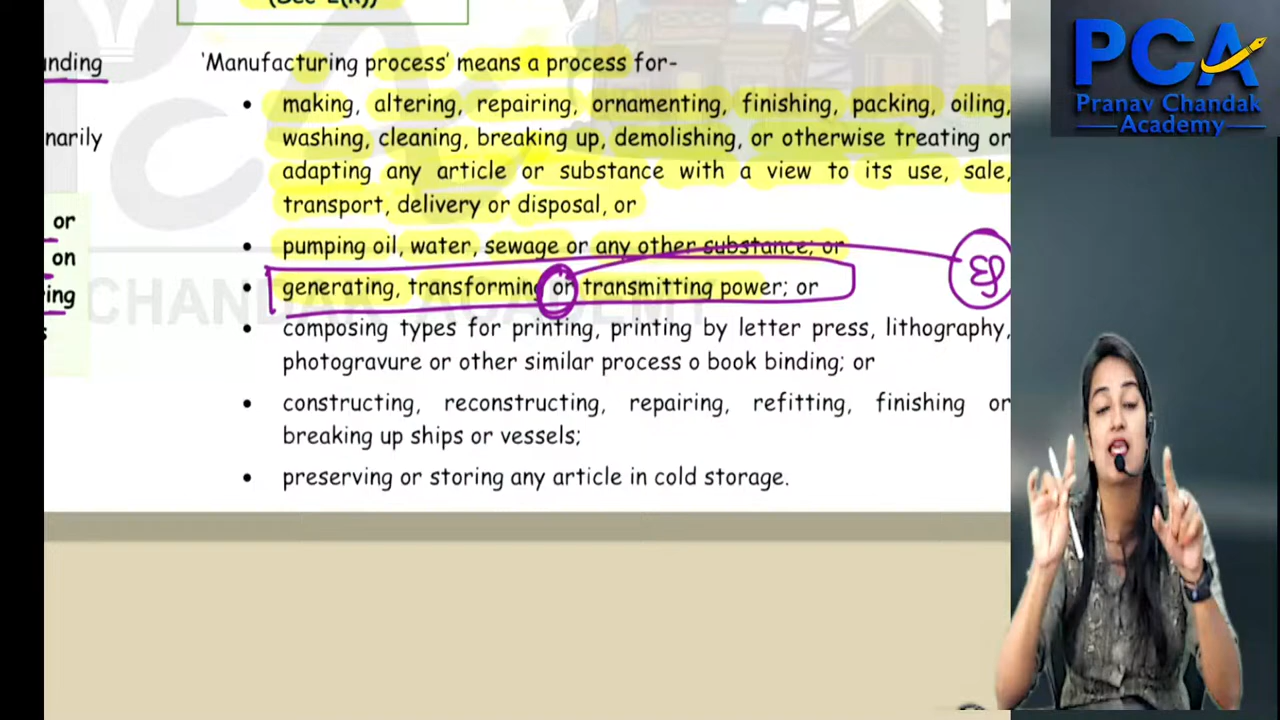 (Sec 2(k))
nding
'Manufacturing process' means a process for-
• making, altering, repairing, ornamenting, finishing, packing, oiling,
narily
washing, cleaning, breaking up, demolishing, or otherwise treating or
adapting any article or substance with a view to its use, sale,
transport, delivery or disposal, or
or
• pumping oil, water, sewage or any other substance; or
on
• generating, transforming or transmitting power; or
ing
s
• composing types for printing, printing by letter press, lithography,
photogravure or other similar process o book binding; or
• constructing, reconstructing, repairing, refitting, finishing or
breaking up ships or vessels;
• preserving or storing any article in cold storage.
CHANDAK ACADEMY
PCA
Pranav Chandak
Academy